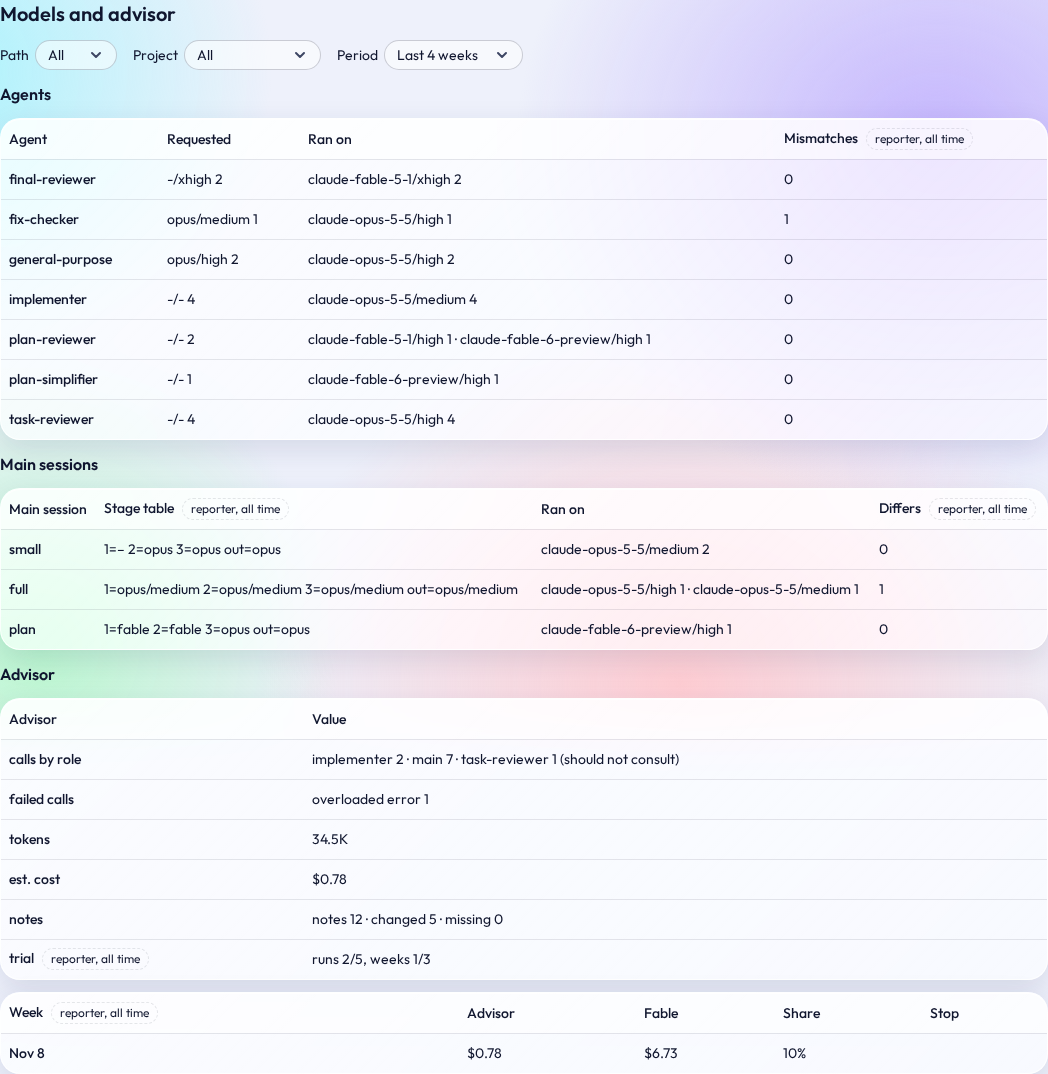 Models and advisor
Path All Project All Period Last 4 weeks
Agents
Agent Requested Ran on Mismatches reporter, all time
final-reviewer -/xhigh 2 claude-fable-5-1/xhigh 2 0
fix-checker opus/medium 1 claude-opus-5-5/high 1 1
general-purpose opus/high 2 claude-opus-5-5/high 2 0
implementer -/- 4 claude-opus-5-5/medium 4 0
plan-reviewer -/- 2 claude-fable-5-1/high 1 · claude-fable-6-preview/high 1 0
plan-simplifier -/- 1 claude-fable-6-preview/high 1 0
task-reviewer -/- 4 claude-opus-5-5/high 4 0
Main sessions
Main session Stage table reporter, all time Ran on Differs reporter, all time
small 1=– 2=opus 3=opus out=opus claude-opus-5-5/medium 2 0
full 1=opus/medium 2=opus/medium 3=opus/medium out=opus/medium claude-opus-5-5/high 1 · claude-opus-5-5/medium 1 1
plan 1=fable 2=fable 3=opus out=opus claude-fable-6-preview/high 1 0
Advisor
Advisor Value
calls by role implementer 2 · main 7 · task-reviewer 1 (should not consult)
failed calls overloaded error 1
tokens 34.5K
est. cost $0.78
notes notes 12 · changed 5 · missing 0
trial reporter, all time runs 2/5, weeks 1/3
Week reporter, all time Advisor Fable Share Stop
Nov 8 $0.78 $6.73 10%